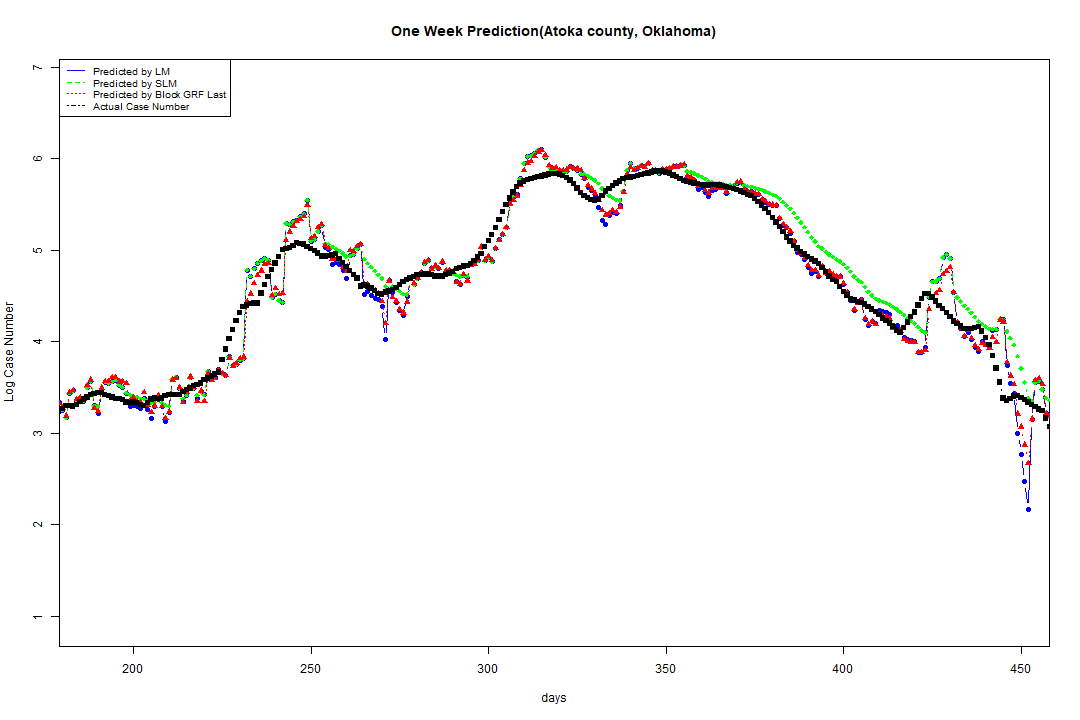 One Week Prediction(Atoka county, Oklahoma)
7
Predicted by LM
Predicted by SLM
Predicted by Block GRF Last
Actual Case Number
6
5
4
3
2
1
Log Case Number
200 250 300 350 400 450
days